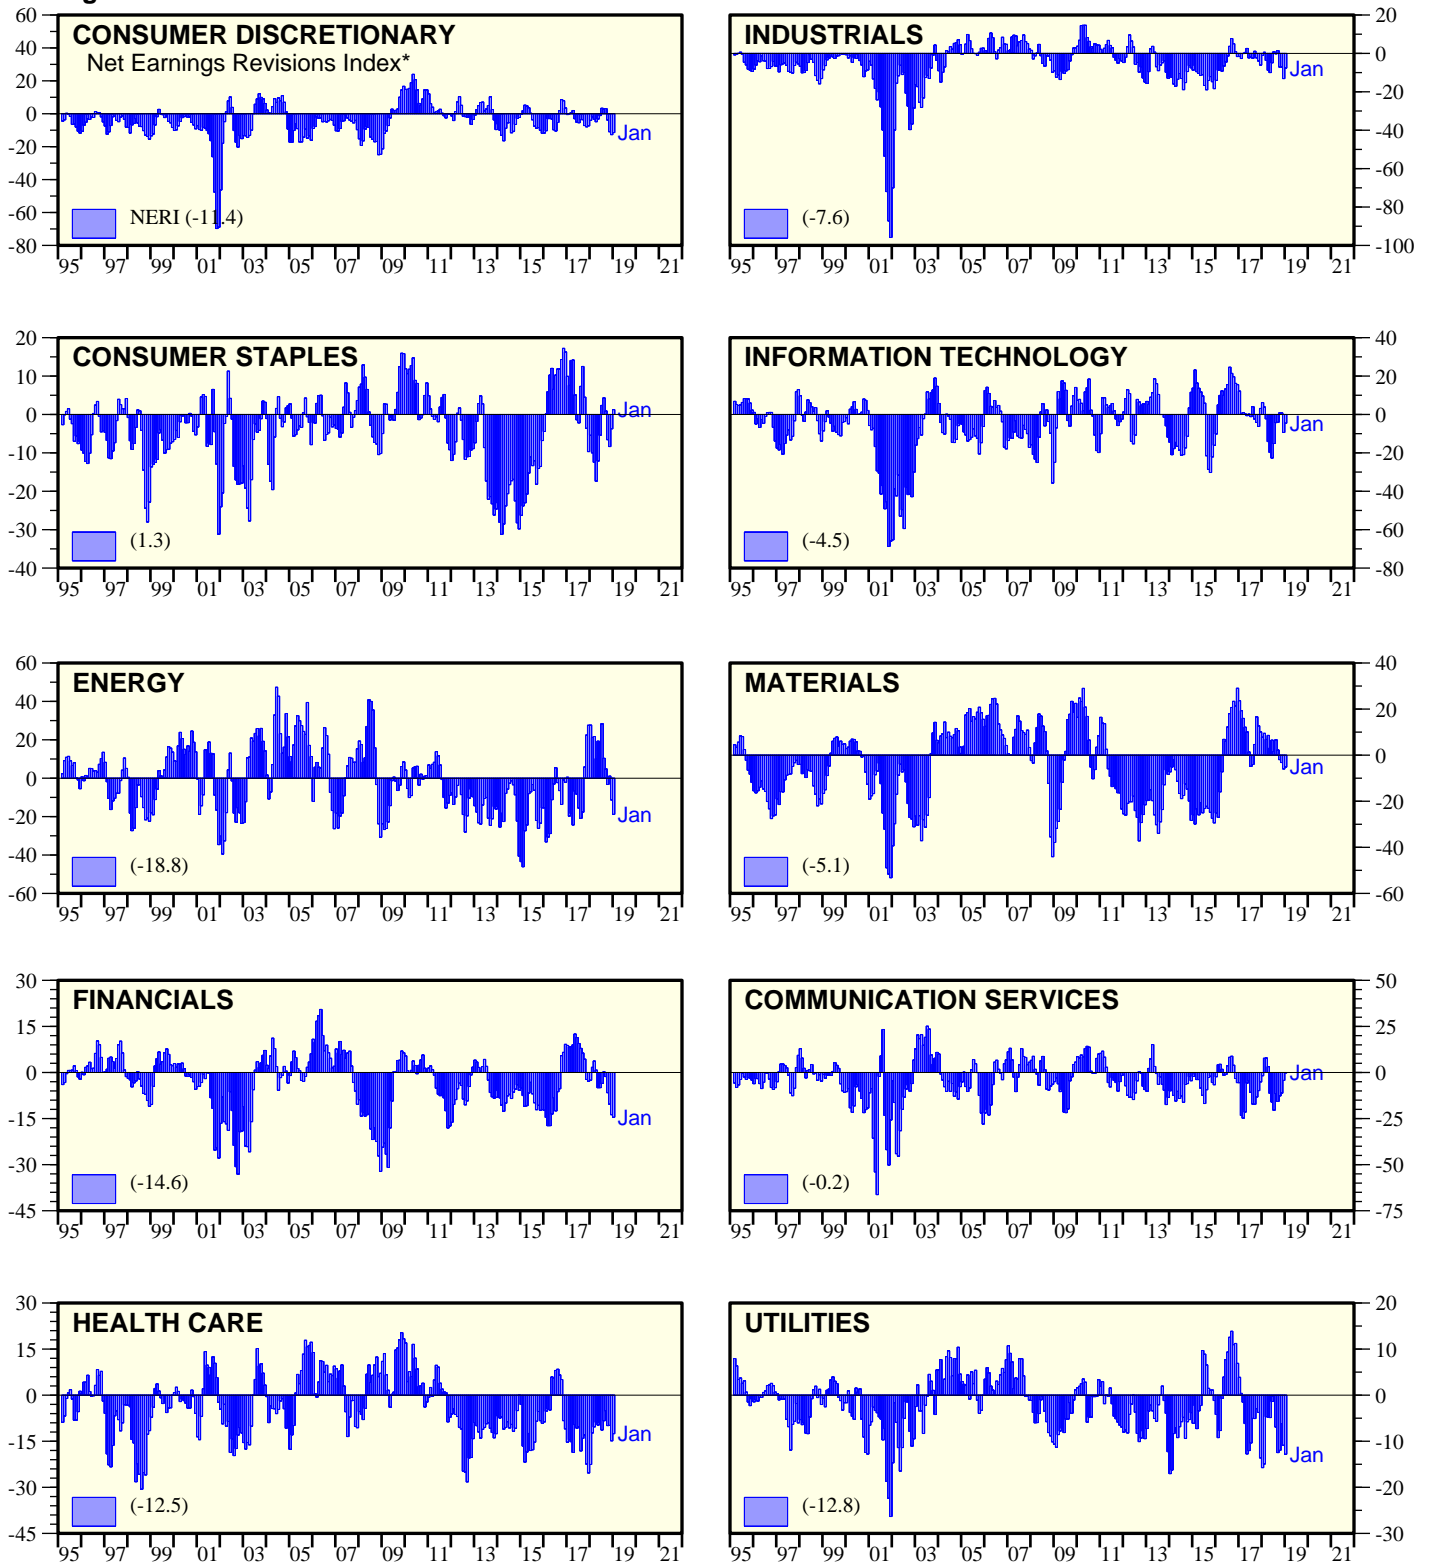 60
40
20
0
-20
-40
-60
-80
CONSUMER DISCRETIONARY
Net Earnings Revisions Index*
Jan
NERI (-11.4)
95 97 99 01 03 05 07 09 11 13 15 17 19 21
INDUSTRIALS
Jan
(-7.6)
20
0
-20
-40
-60
-80
-100
95 97 99 01 03 05 07 09 11 13 15 17 19 21
20
10
0
-10
-20
-30
-40
CONSUMER STAPLES
Jan
(1.3)
95 97 99 01 03 05 07 09 11 13 15 17 19 21
INFORMATION TECHNOLOGY
Jan
(-4.5)
40
20
0
-20
-40
-60
-80
95 97 99 01 03 05 07 09 11 13 15 17 19 21
60
40
20
0
-20
-40
-60
ENERGY
Jan
(-18.8)
95 97 99 01 03 05 07 09 11 13 15 17 19 21
MATERIALS
Jan
(-5.1)
40
20
0
-20
-40
-60
95 97 99 01 03 05 07 09 11 13 15 17 19 21
30
15
0
-15
-30
-45
FINANCIALS
Jan
(-14.6)
95 97 99 01 03 05 07 09 11 13 15 17 19 21
COMMUNICATION SERVICES
Jan
(-0.2)
50
25
0
-25
-50
-75
95 97 99 01 03 05 07 09 11 13 15 17 19 21
30
15
0
-15
-30
-45
HEALTH CARE
Jan
(-12.5)
95 97 99 01 03 05 07 09 11 13 15 17 19 21
UTILITIES
Jan
(-12.8)
20
10
0
-10
-20
-30
95 97 99 01 03 05 07 09 11 13 15 17 19 21